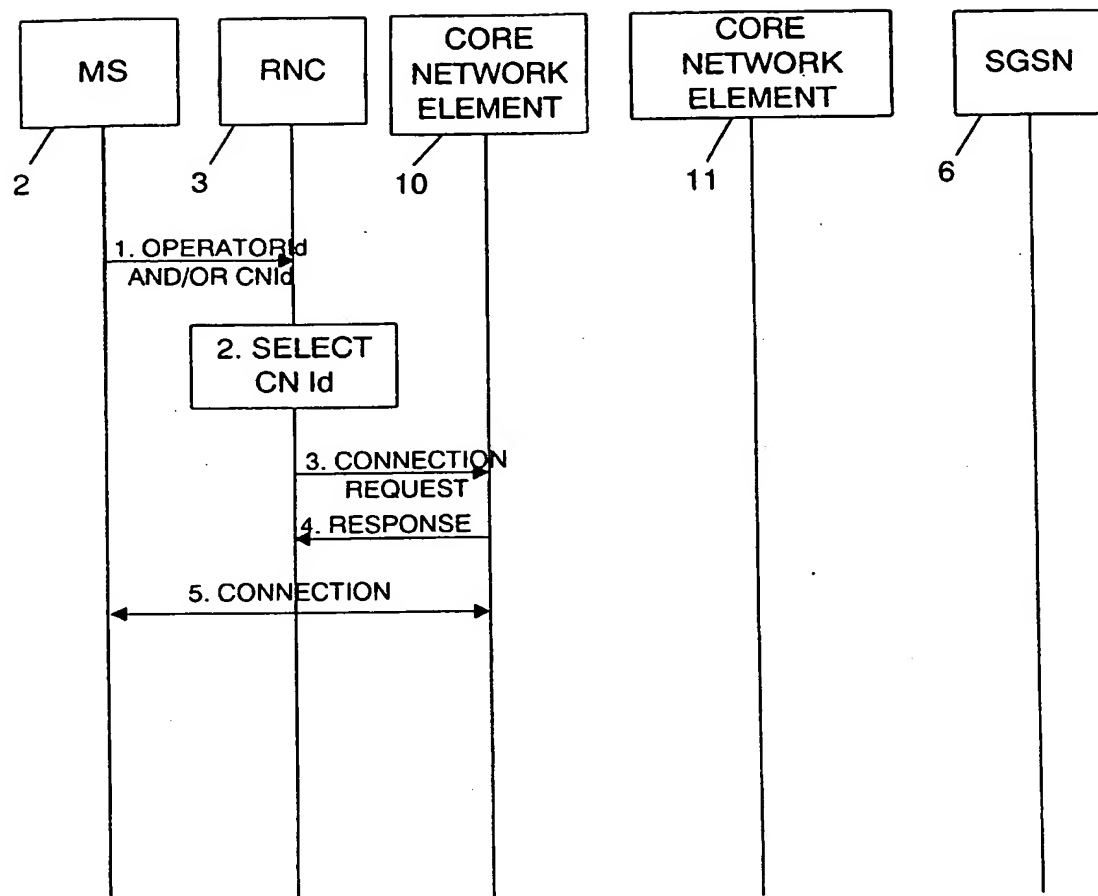 MS
RNC
CORE
NETWORK
ELEMENT
CORE
NETWORK
ELEMENT
SGSN
2
3
10
11
6
1. OPERATORId
AND/OR CNId
2. SELECT
CN Id
3. CONNECTION
REQUEST
4. RESPONSE
5. CONNECTION